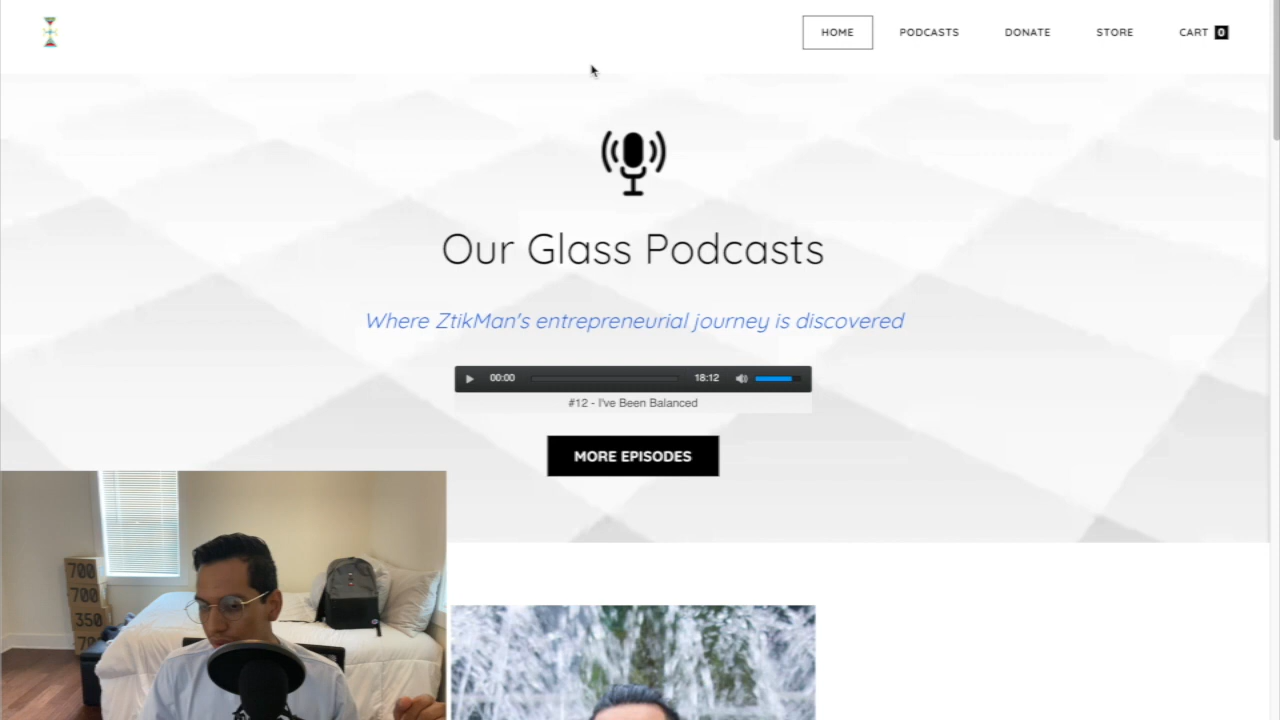 HOME PODCASTS DONATE STORE CART 0
Our Glass Podcasts
Where ZtikMan's entrepreneurial journey is discovered
00:00 18:12
#12 - I've Been Balanced
MORE EPISODES
700
700
350